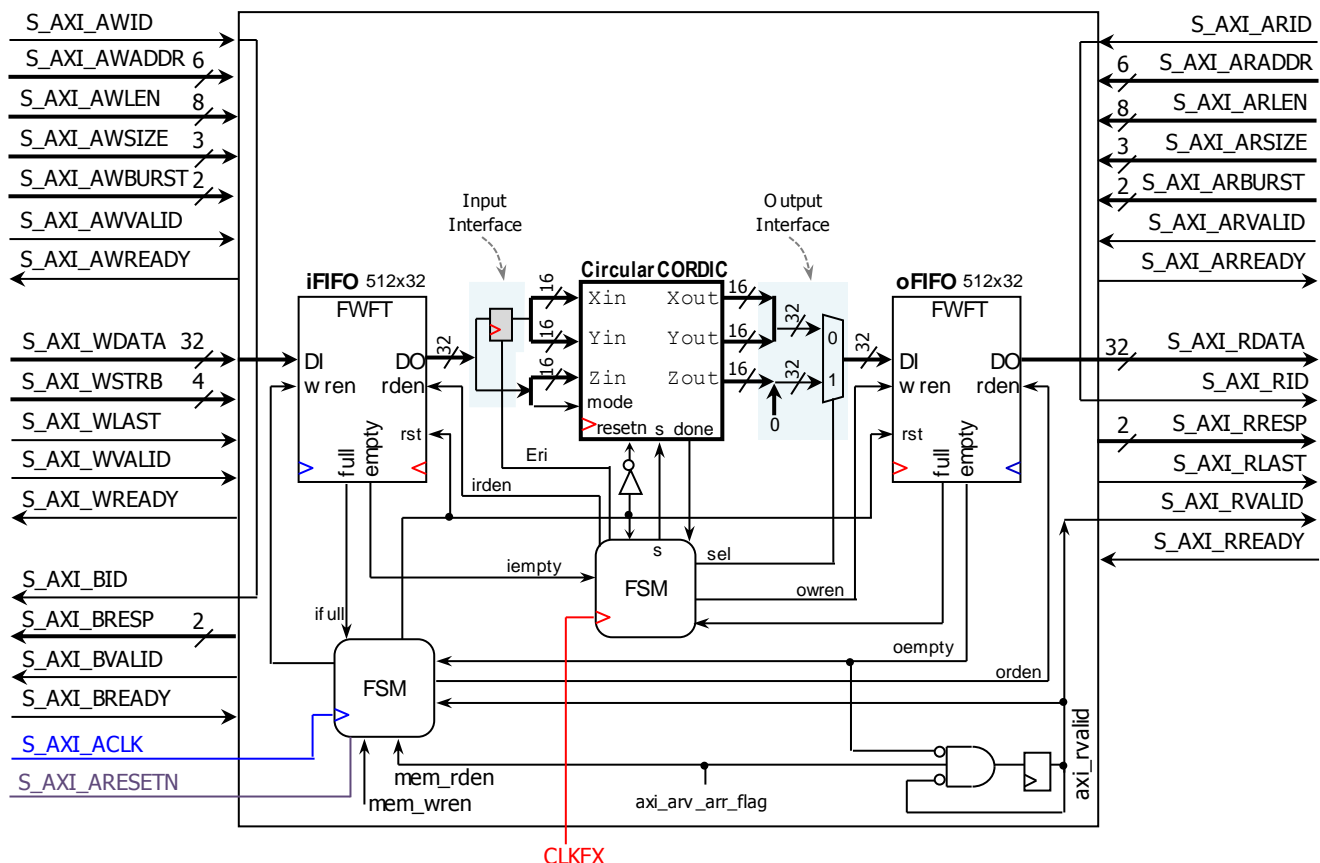 S_AXI_AWID
S_AXI_AWADDR 6
S_AXI_AWLEN 8
S_AXI_AWSIZE 3
S_AXI_AWBURST 2
S_AXI_AWVALID
S_AXI_AWREADY
S_AXI_WDATA 32
S_AXI_WSTRB 4
S_AXI_WLAST
S_AXI_WVALID
S_AXI_WREADY
S_AXI_BID
S_AXI_BRESP 2
S_AXI_BVALID
S_AXI_BREADY
S_AXI_ACLK
S_AXI_ARESETN
Input
Interface
Output
Interface
iFIFO 512x32
FWFT
DI
DO
wren
rden
rst
full
empty
32
16
16
16
Circular CORDIC
Xin
Xout
Yin
Yout
Zin
Zout
mode
resetn
s
done
16
16
16
32
32
0
0
1
32
oFIFO 512x32
FWFT
DI
DO
wren
rden
rst
full
empty
Eri
irden
iempty
ifull
s
FSM
sel
owren
oempty
orden
FSM
mem_rden
mem_wren
axi_arv_arr_flag
axi_rvalid
CLKFX
S_AXI_ARID
6 S_AXI_ARADDR
8 S_AXI_ARLEN
3 S_AXI_ARSIZE
2 S_AXI_ARBURST
S_AXI_ARVALID
S_AXI_ARREADY
32 S_AXI_RDATA
S_AXI_RID
2 S_AXI_RRESP
S_AXI_RLAST
S_AXI_RVALID
S_AXI_RREADY